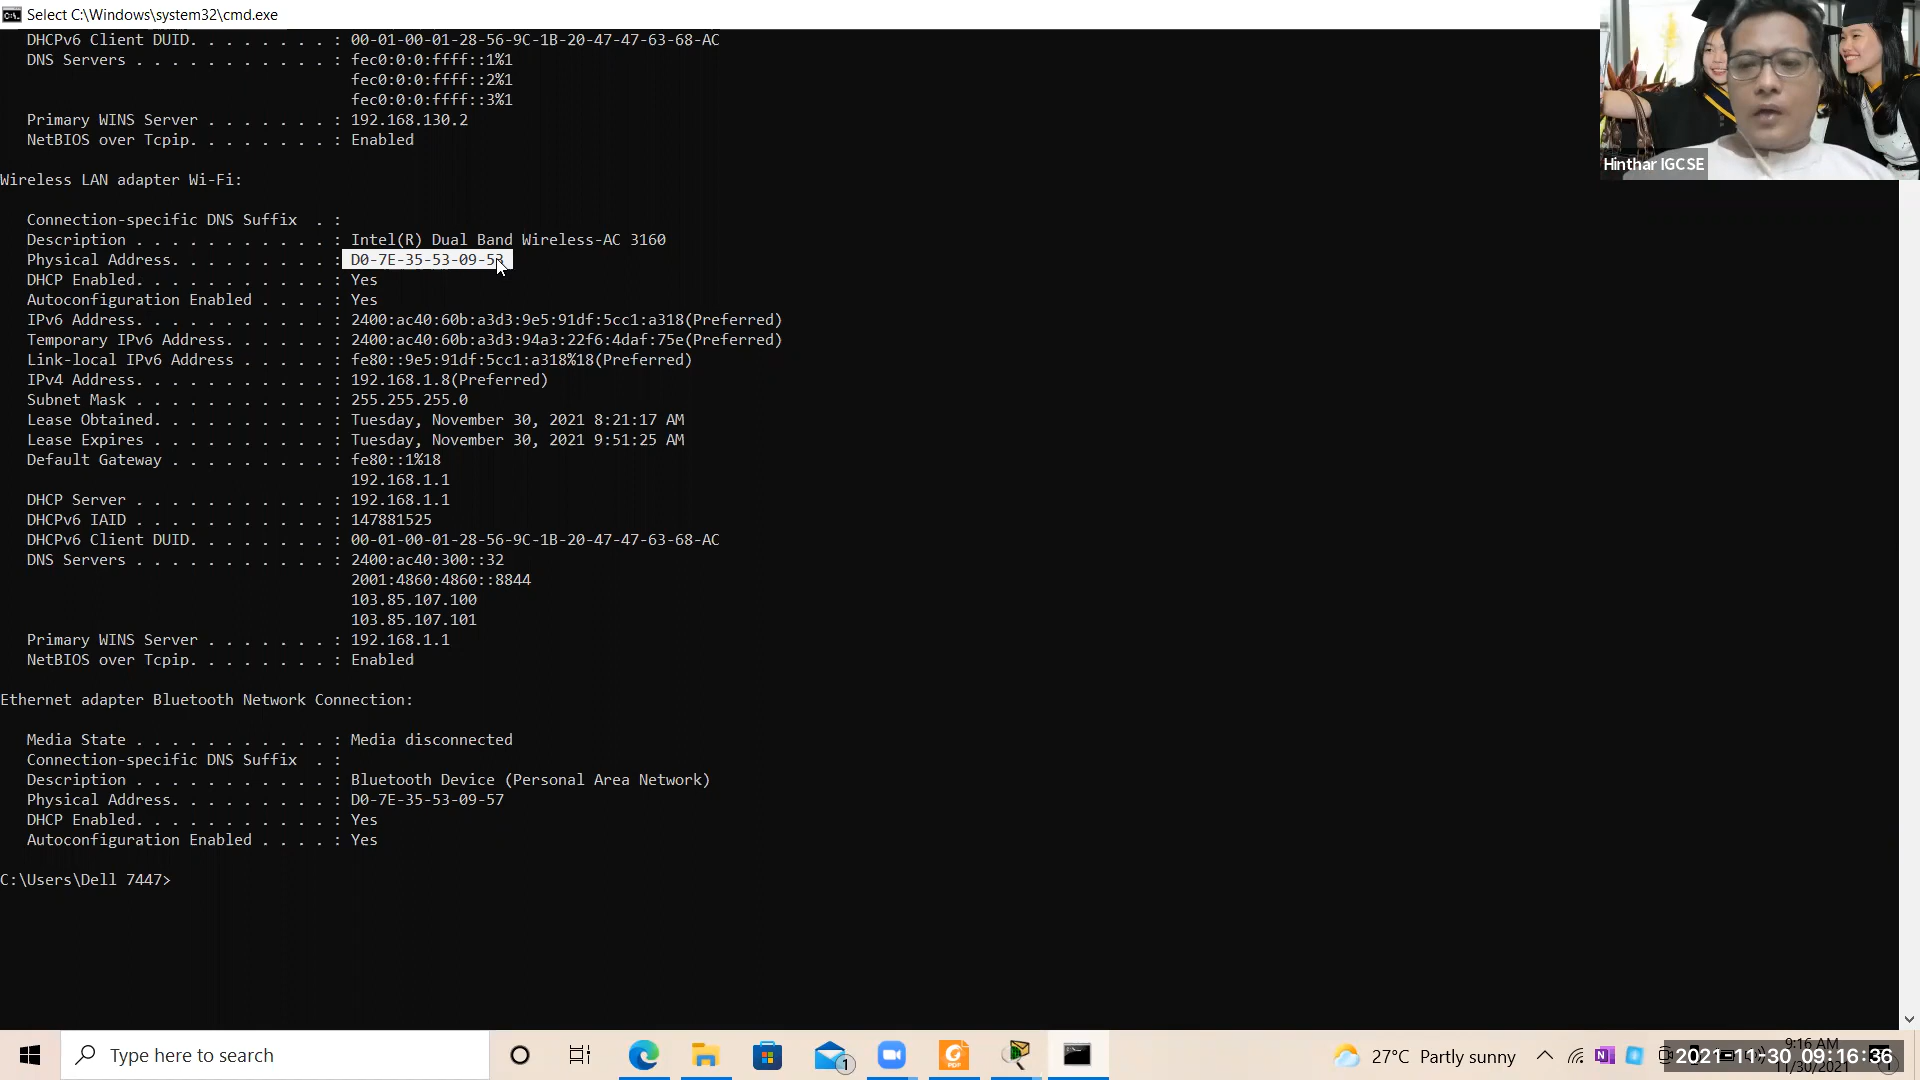 Select C:\Windows\system32\cmd.exe
DHCPv6 Client DUID. . . . . . . . : 00-01-00-01-28-56-9C-1B-20-47-47-63-68-AC
DNS Servers . . . . . . . . . . . : fec0:0:0:ffff::1%1
fec0:0:0:ffff::2%1
fec0:0:0:ffff::3%1
Primary WINS Server . . . . . . . : 192.168.130.2
NetBIOS over Tcpip. . . . . . . . : Enabled
Wireless LAN adapter Wi-Fi:
Connection-specific DNS Suffix . :
Description . . . . . . . . . . . : Intel(R) Dual Band Wireless-AC 3160
Physical Address. . . . . . . . . : D0-7E-35-53-09-53
DHCP Enabled. . . . . . . . . . . : Yes
Autoconfiguration Enabled . . . . : Yes
IPv6 Address. . . . . . . . . . . : 2400:ac40:60b:a3d3:9e5:91df:5cc1:a318(Preferred)
Temporary IPv6 Address. . . . . . : 2400:ac40:60b:a3d3:94a3:22f6:4daf:75e(Preferred)
Link-local IPv6 Address . . . . . : fe80::9e5:91df:5cc1:a318%18(Preferred)
IPv4 Address. . . . . . . . . . . : 192.168.1.8(Preferred)
Subnet Mask . . . . . . . . . . . : 255.255.255.0
Lease Obtained. . . . . . . . . . : Tuesday, November 30, 2021 8:21:17 AM
Lease Expires . . . . . . . . . . : Tuesday, November 30, 2021 9:51:25 AM
Default Gateway . . . . . . . . . : fe80::1%18
192.168.1.1
DHCP Server . . . . . . . . . . . : 192.168.1.1
DHCPv6 IAID . . . . . . . . . . . : 147881525
DHCPv6 Client DUID. . . . . . . . : 00-01-00-01-28-56-9C-1B-20-47-47-63-68-AC
DNS Servers . . . . . . . . . . . : 2400:ac40:300::32
2001:4860:4860::8844
103.85.107.100
103.85.107.101
Primary WINS Server . . . . . . . : 192.168.1.1
NetBIOS over Tcpip. . . . . . . . : Enabled
Ethernet adapter Bluetooth Network Connection:
Media State . . . . . . . . . . . : Media disconnected
Connection-specific DNS Suffix . :
Description . . . . . . . . . . . : Bluetooth Device (Personal Area Network)
Physical Address. . . . . . . . . : D0-7E-35-53-09-57
DHCP Enabled. . . . . . . . . . . : Yes
Autoconfiguration Enabled . . . . : Yes
C:\Users\Dell 7447>
Hinthar IGCSE
Type here to search
1
PDF
27°C Partly sunny
9:16 AM
11/30/2021
2021-11-30 09:16:36